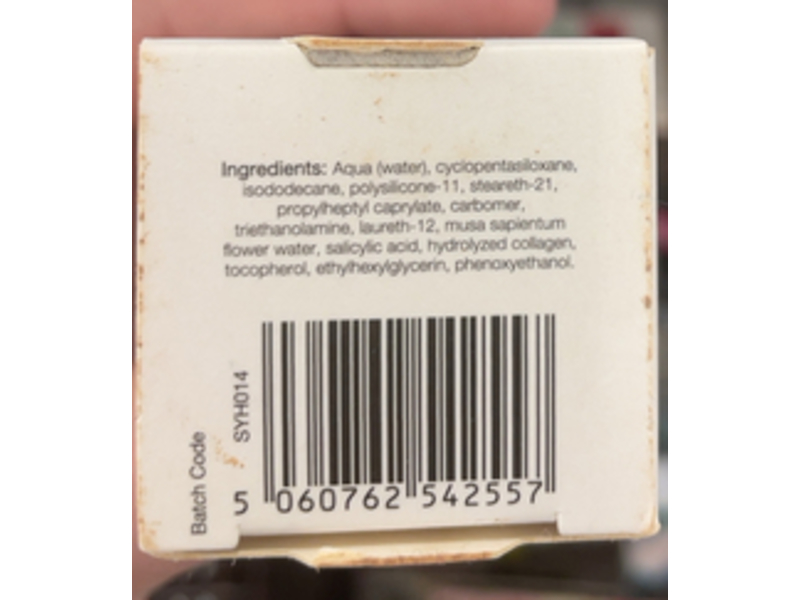 Ingredients: Aqua (water), cyclopentasiloxane,
isododecane, polysilicone-11, steareth-21,
propylheptyl caprylate, carbomer,
triethanolamine, laureth-12, musa sapientum
flower water, salicylic acid, hydrolyzed collagen,
tocopherol, ethylhexylglycerin, phenoxyethanol.
Batch Code
SYH014
5 060762 542557